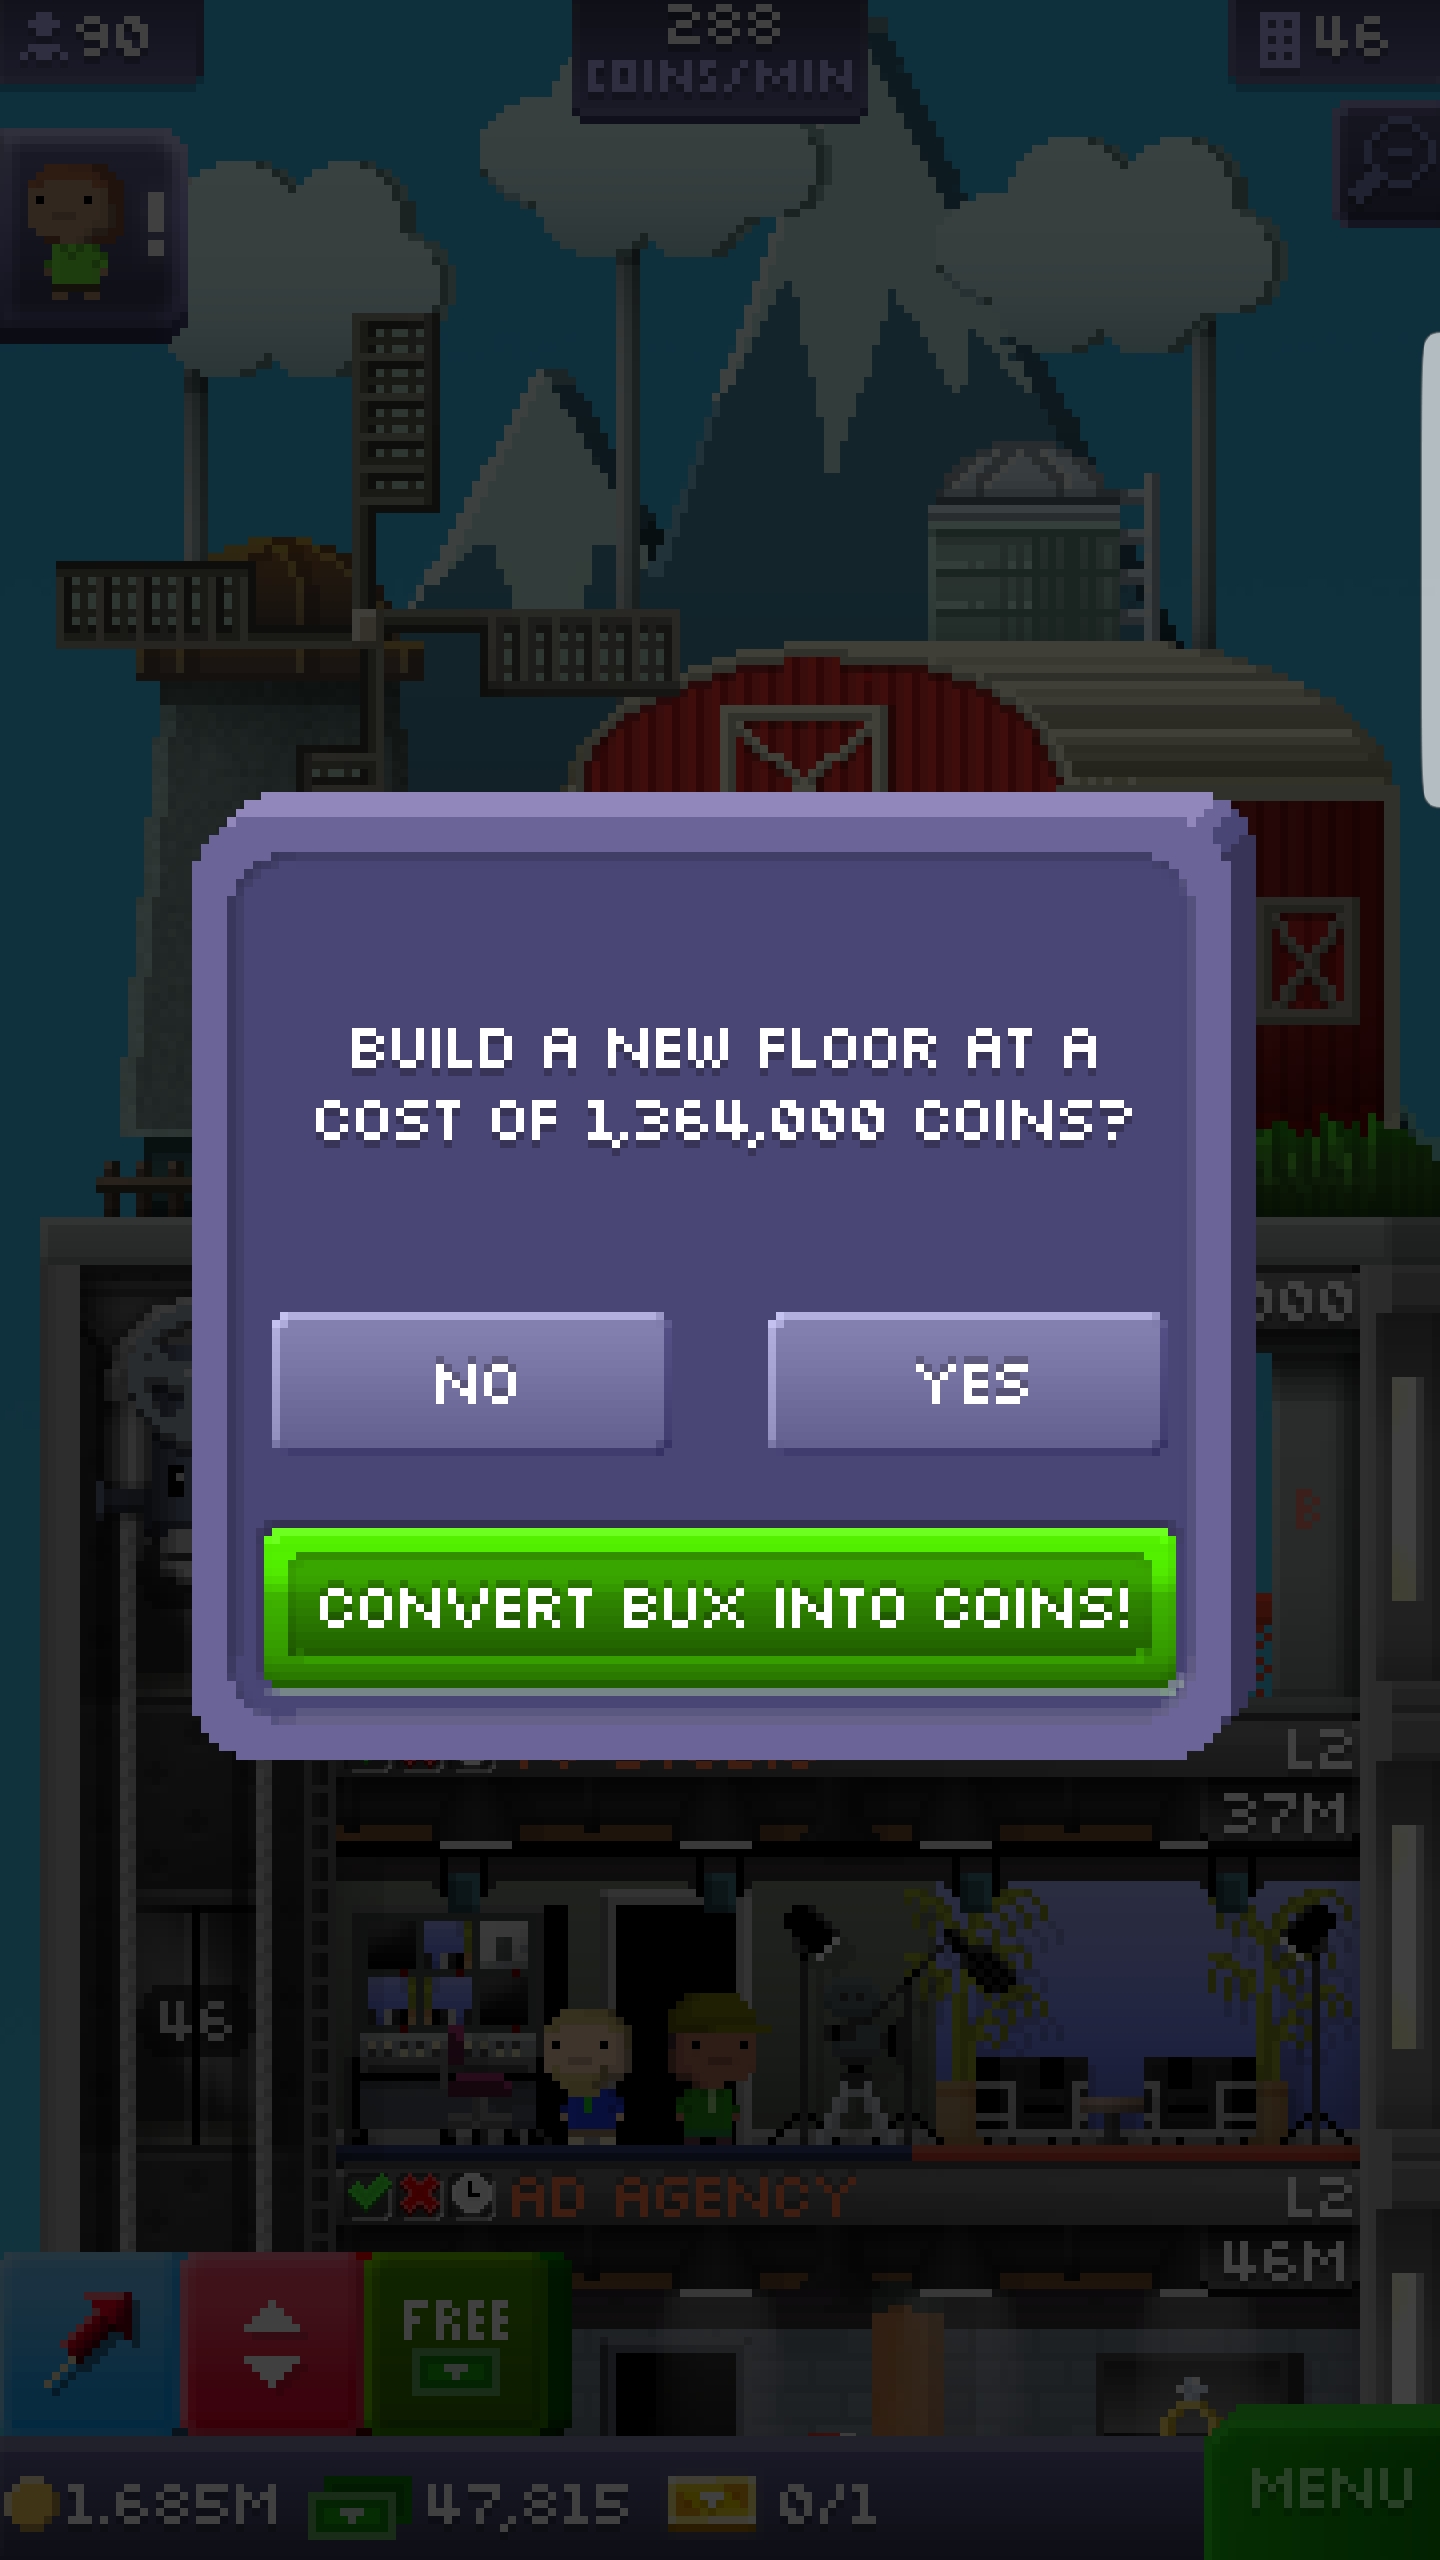 90
288
COINS/MIN
46
!
BUILD A NEW FLOOR AT A
COST OF 1,364,000 COINS?
000
NO
YES
B
CONVERT BUX INTO COINS!
L2
37M
46
AD AGENCY
L2
46M
FREE
1.685M
47,815
0/1
MENU